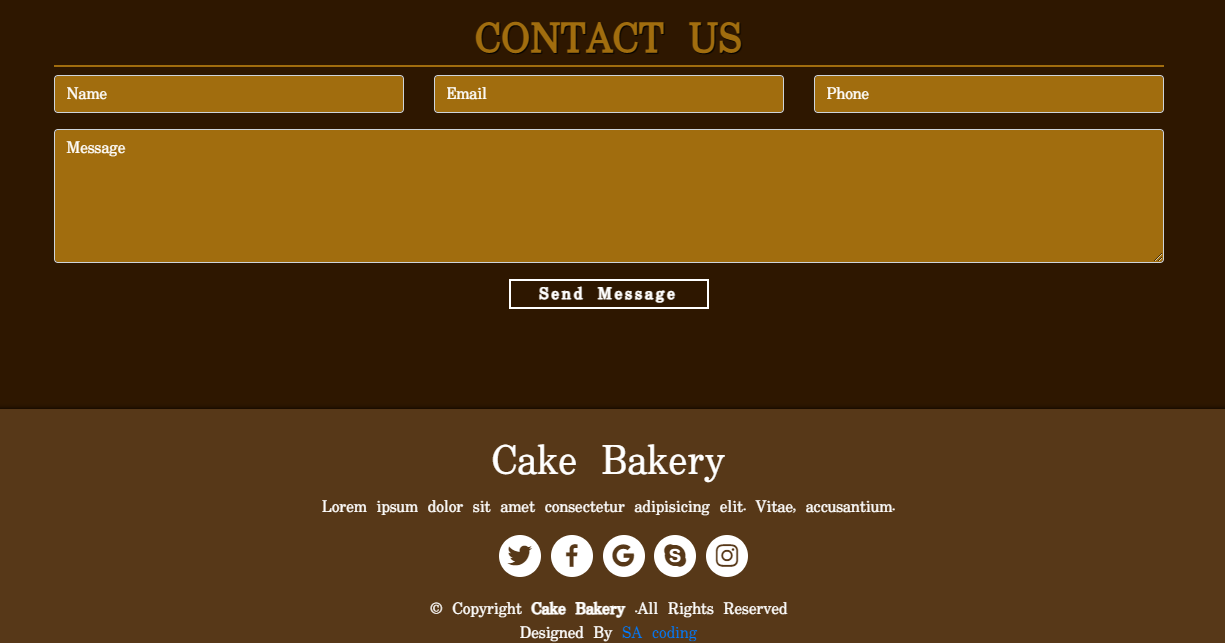 CONTACT US
Name Email Phone
Message
Send Message
Cake Bakery
Lorem ipsum dolor sit amet consectetur adipisicing elit. Vitae, accusantium.
© Copyright Cake Bakery .All Rights Reserved
Designed By SA coding